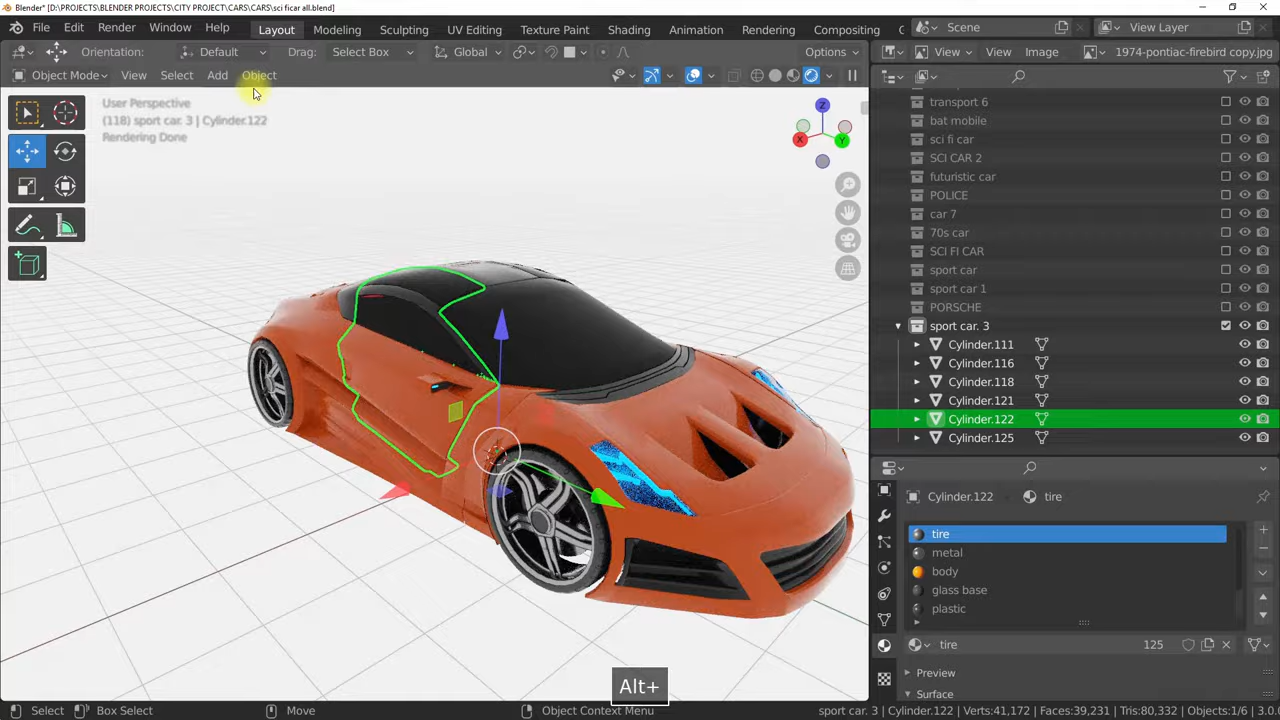 Blender* [D:\PROJECTS\BLENDER PROJECTS\CITY PROJECT\CARS\CARS\sci ficar all.blend]
File Edit Render Window Help Layout Modeling Sculpting UV Editing Texture Paint Shading Animation Rendering Compositing Scene View Layer
Orientation: Default Drag: Select Box Global Options View View Image 1974-pontiac-firebird copy.jpg
Object Mode View Select Add Object
User Perspective
(118) sport car. 3 | Cylinder.122
Rendering Done
Z
X
Y
transport 6
bat mobile
sci fi car
SCI CAR 2
futuristic car
POLICE
car 7
70s car
SCI FI CAR
sport car
sport car 1
PORSCHE
sport car. 3
Cylinder.111
Cylinder.116
Cylinder.118
Cylinder.121
Cylinder.122
Cylinder.125
Cylinder.122 tire
tire
metal
body
glass base
plastic
tire 125
Preview
Surface
Alt+
Select Box Select Move Object Context Menu sport car. 3 | Cylinder.122 Verts:41,172 Faces:39,231 Tris:80,332 Objects:1/6 3.0.